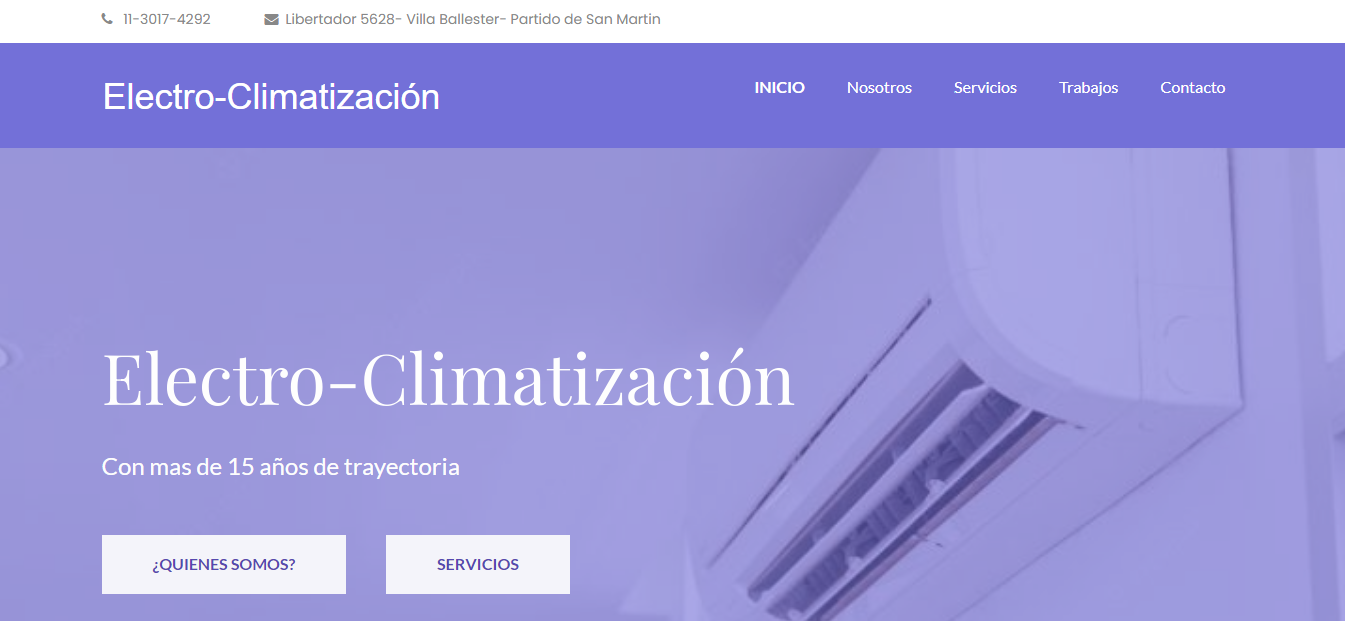 11-3017-4292 Libertador 5628- Villa Ballester- Partido de San Martin
Electro-Climatización INICIO Nosotros Servicios Trabajos Contacto
Electro-Climatización
Con mas de 15 años de trayectoria
¿QUIENES SOMOS? SERVICIOS